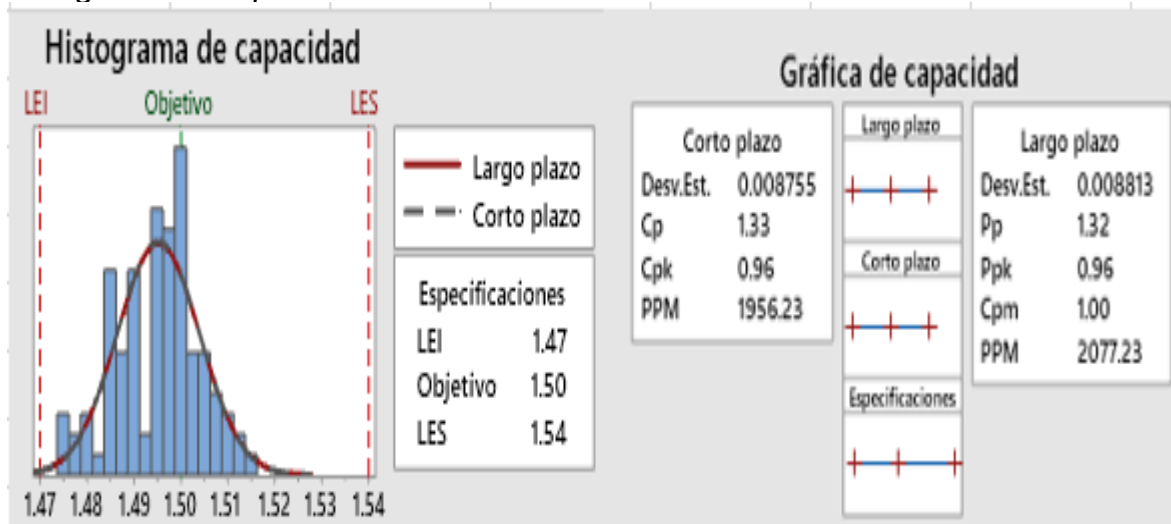 Histograma de capacidad
LEI Objetivo LES
Largo plazo
Corto plazo
Especificaciones
LEI 1.47
Objetivo 1.50
LES 1.54
1.47 1.48 1.49 1.50 1.51 1.52 1.53 1.54
Gráfica de capacidad
Corto plazo
Desv.Est. 0.008755
Cp 1.33
Cpk 0.96
PPM 1956.23
Largo plazo
Corto plazo
Especificaciones
Largo plazo
Desv.Est. 0.008813
Pp 1.32
Ppk 0.96
Cpm 1.00
PPM 2077.23